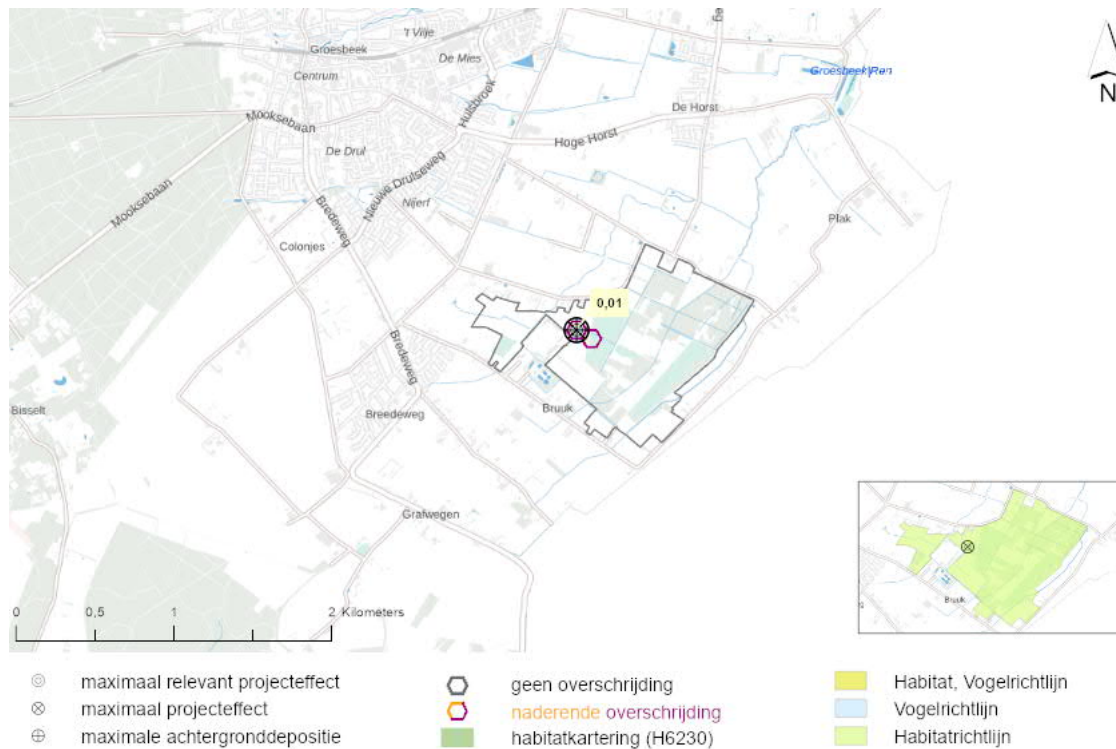 't Vilje
Groesbeek
De Mies
Centrum
Groesbeek\Ren
N
De Horst
Hulsbroek
Mooksebaan
Hoge Horst
De Drul
Nieuwe Drulseweg
Nijerf
Mooksebaan
Bredeweg
Plak
Colonjes
0,01
Bredeweg
Bruuk
Bisselt
Breedeweg
Grafwegen
Bruuk
0 0,5 1 2 Kilometers
maximaal relevant projecteffect
maximaal projecteffect
maximale achtergronddepositie
geen overschrijding
naderende overschrijding
habitatkartering (H6230)
Habitat, Vogelrichtlijn
Vogelrichtlijn
Habitatrichtlijn